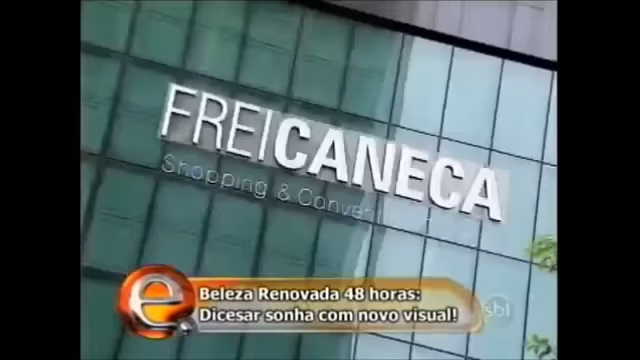 FREICANECA
Shopping & Conven
e
Beleza Renovada 48 horas:
Dicesar sonha com novo visual!
sbt